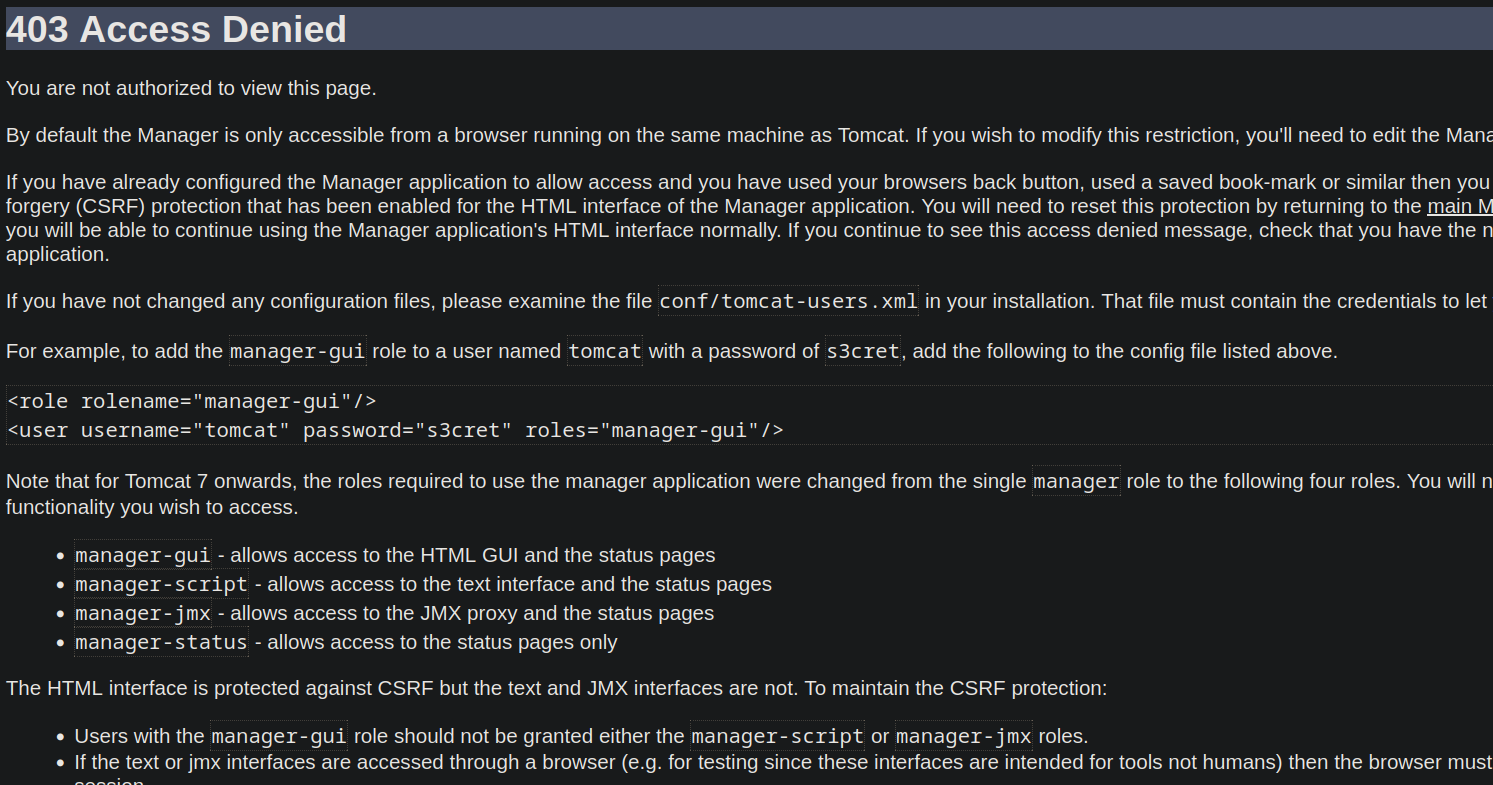 403 Access Denied
You are not authorized to view this page.
By default the Manager is only accessible from a browser running on the same machine as Tomcat. If you wish to modify this restriction, you'll need to edit the Mana
If you have already configured the Manager application to allow access and you have used your browsers back button, used a saved book-mark or similar then you
forgery (CSRF) protection that has been enabled for the HTML interface of the Manager application. You will need to reset this protection by returning to the main M
you will be able to continue using the Manager application's HTML interface normally. If you continue to see this access denied message, check that you have the n
application.
If you have not changed any configuration files, please examine the file conf/tomcat-users.xml in your installation. That file must contain the credentials to let
For example, to add the manager-gui role to a user named tomcat with a password of s3cret, add the following to the config file listed above.
<role rolename="manager-gui"/>
<user username="tomcat" password="s3cret" roles="manager-gui"/>
Note that for Tomcat 7 onwards, the roles required to use the manager application were changed from the single manager role to the following four roles. You will n
functionality you wish to access.
• manager-gui - allows access to the HTML GUI and the status pages
• manager-script - allows access to the text interface and the status pages
• manager-jmx - allows access to the JMX proxy and the status pages
• manager-status - allows access to the status pages only
The HTML interface is protected against CSRF but the text and JMX interfaces are not. To maintain the CSRF protection:
• Users with the manager-gui role should not be granted either the manager-script or manager-jmx roles.
• If the text or jmx interfaces are accessed through a browser (e.g. for testing since these interfaces are intended for tools not humans) then the browser must
session.